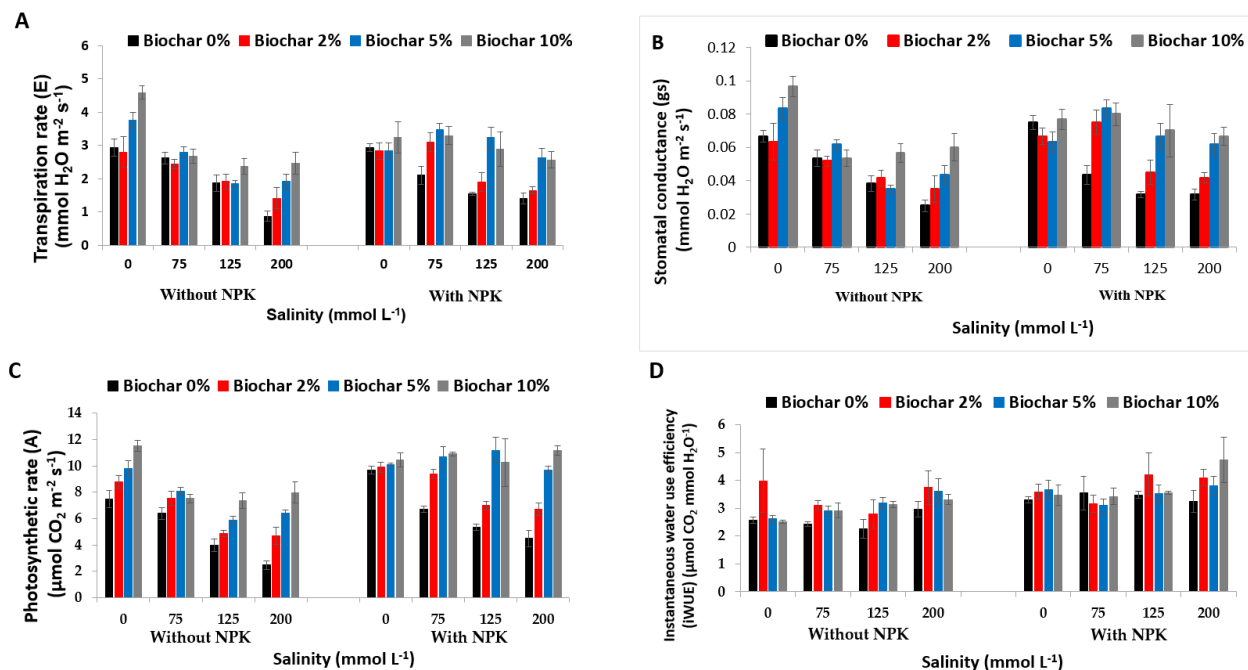 A
Biochar 0% Biochar 2% Biochar 5% Biochar 10%
Transpiration rate (E)
(mmol H₂O m⁻² s⁻¹)
6
5
4
3
2
1
0
0 75 125 200 0 75 125 200
Without NPK With NPK
Salinity (mmol L⁻¹)
B
Biochar 0% Biochar 2% Biochar 5% Biochar 10%
Stomatal conductance (gs)
(mmol H₂O m⁻² s⁻¹)
0.12
0.1
0.08
0.06
0.04
0.02
0
0 75 125 200 0 75 125 200
Without NPK With NPK
Salinity (mmol L⁻¹)
C
Biochar 0% Biochar 2% Biochar 5% Biochar 10%
Photosynthetic rate (A)
(µmol CO₂ m⁻² s⁻¹)
14
12
10
8
6
4
2
0
0 75 125 200 0 75 125 200
Without NPK With NPK
Salinity (mmol L⁻¹)
D
Biochar 0% Biochar 2% Biochar 5% Biochar 10%
Instantaneous water use efficiency
(IWUE) (µmol CO₂ mmol H₂O⁻¹)
6
5
4
3
2
1
0
0 75 125 200 0 75 125 200
Without NPK With NPK
Salinity (mmol L⁻¹)